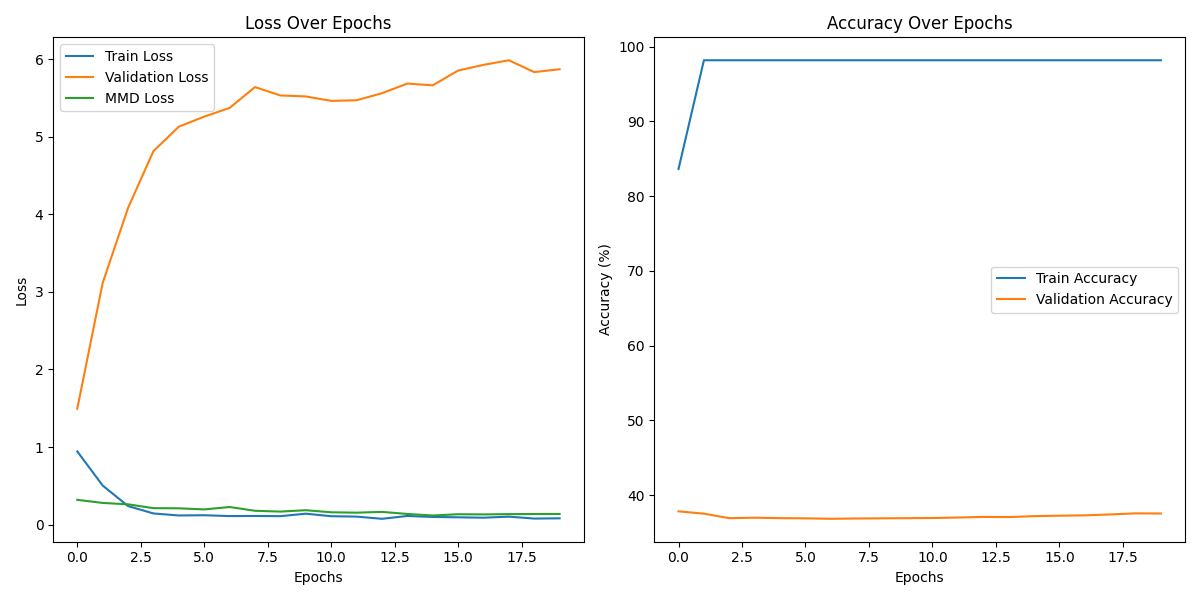 Loss Over Epochs
Train Loss
Validation Loss
MMD Loss
6
5
4
3
2
1
0
Loss
0.0 2.5 5.0 7.5 10.0 12.5 15.0 17.5
Epochs
Accuracy Over Epochs
Train Accuracy
Validation Accuracy
100
90
80
70
60
50
40
Accuracy (%)
0.0 2.5 5.0 7.5 10.0 12.5 15.0 17.5
Epochs